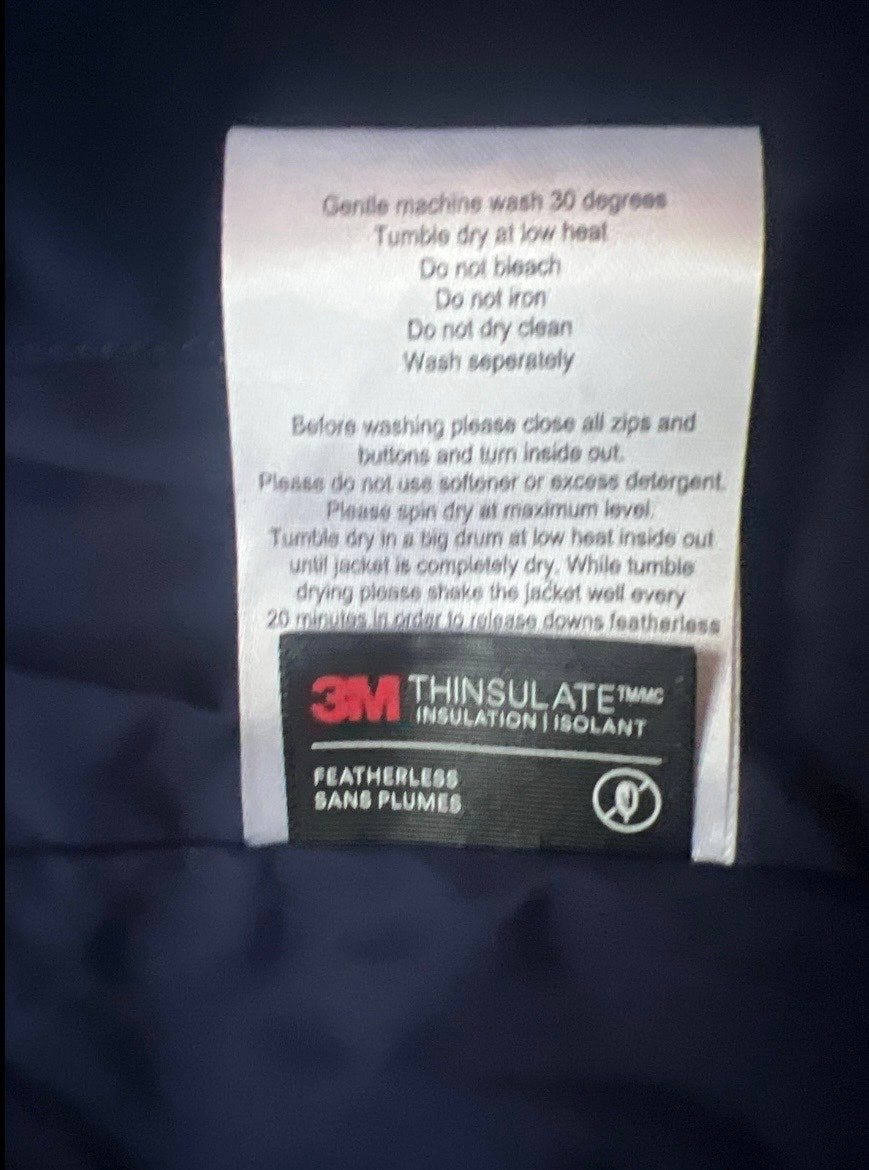 Gentle machine wash 30 degrees
Tumble dry at low heat
Do not bleach
Do not iron
Do not dry clean
Wash seperately
Before washing please close all zips and
buttons and turn inside out.
Please do not use softener or excess detergent.
Please spin dry at maximum level.
Tumble dry in a big drum at low heat inside out
until jacket is completely dry. While tumble
drying please shake the jacket well every
20 minutes in order to release downs featherless
3M THINSULATE™MC
INSULATION | ISOLANT
FEATHERLESS
SANS PLUMES